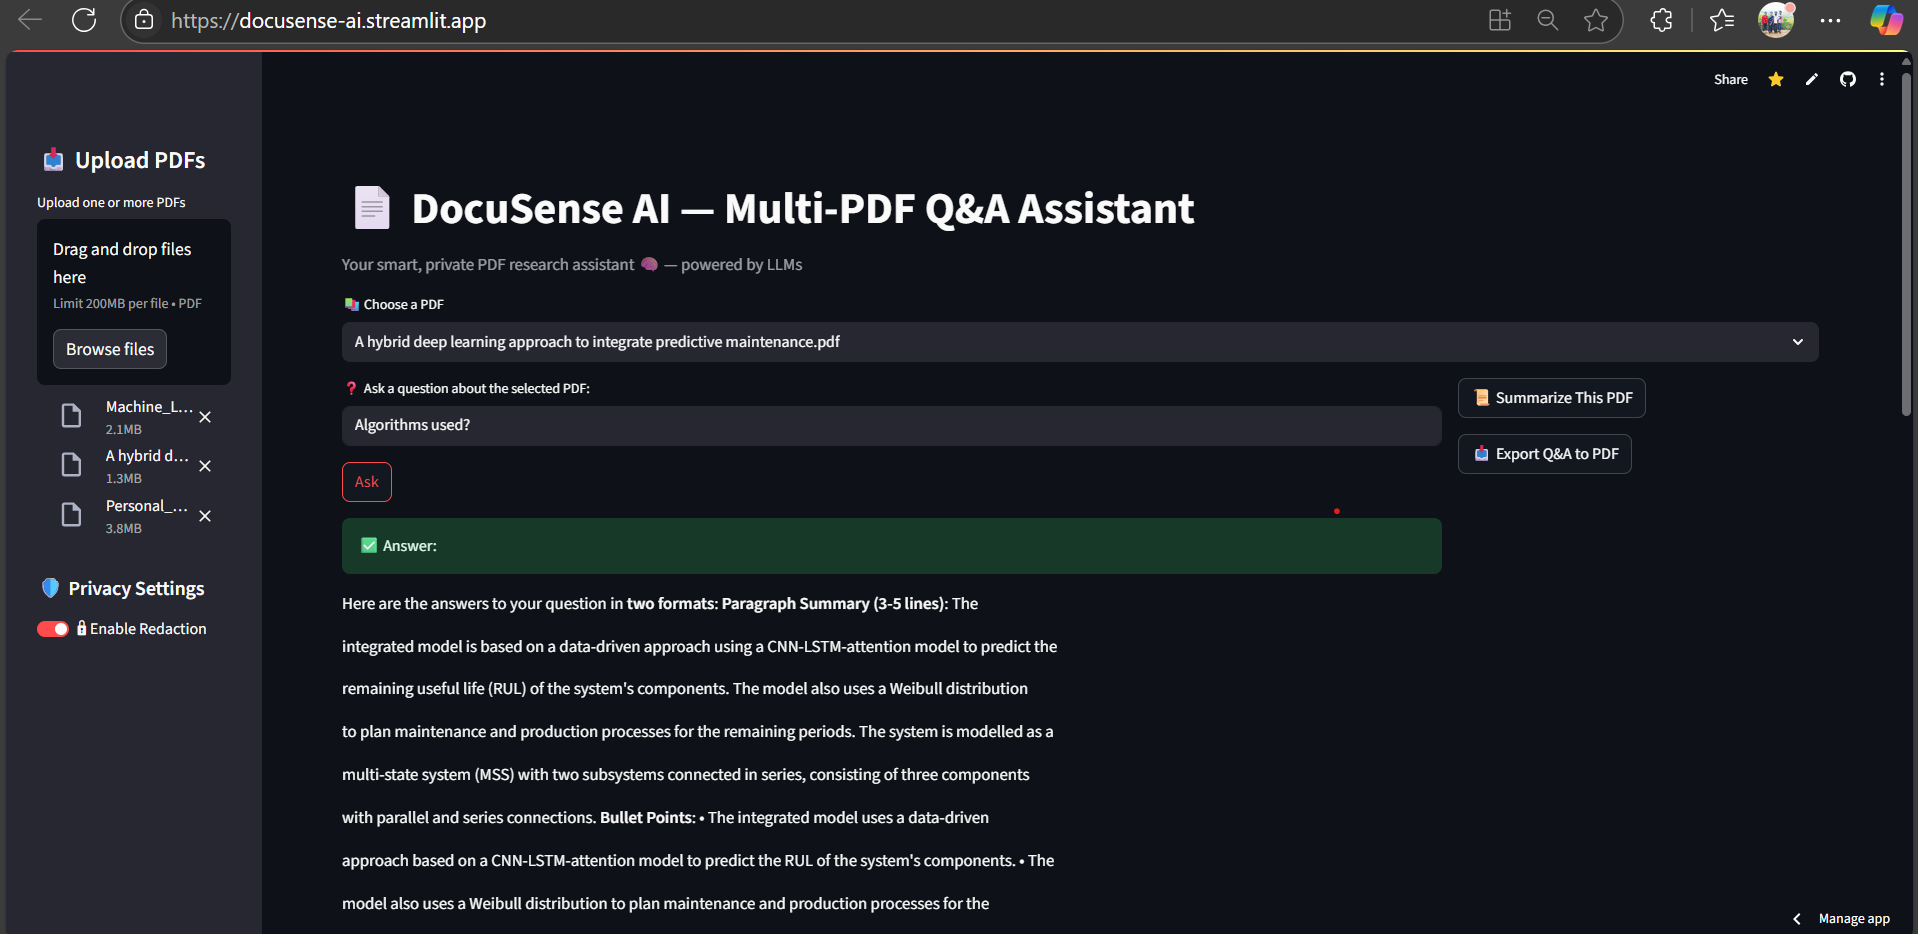 https://docusense-ai.streamlit.app
Share
Upload PDFs
Upload one or more PDFs
Drag and drop files
here
Limit 200MB per file • PDF
Browse files
Machine_L...
2.1MB
A hybrid d...
1.3MB
Personal_...
3.8MB
Privacy Settings
Enable Redaction
DocuSense AI — Multi-PDF Q&A Assistant
Your smart, private PDF research assistant 🧠 — powered by LLMs
Choose a PDF
A hybrid deep learning approach to integrate predictive maintenance.pdf
❓ Ask a question about the selected PDF:
Algorithms used?
Ask
Summarize This PDF
Export Q&A to PDF
✅ Answer:
Here are the answers to your question in two formats: Paragraph Summary (3-5 lines): The
integrated model is based on a data-driven approach using a CNN-LSTM-attention model to predict the
remaining useful life (RUL) of the system's components. The model also uses a Weibull distribution
to plan maintenance and production processes for the remaining periods. The system is modelled as a
multi-state system (MSS) with two subsystems connected in series, consisting of three components
with parallel and series connections. Bullet Points: • The integrated model uses a data-driven
approach based on a CNN-LSTM-attention model to predict the RUL of the system's components. • The
model also uses a Weibull distribution to plan maintenance and production processes for the
Manage app